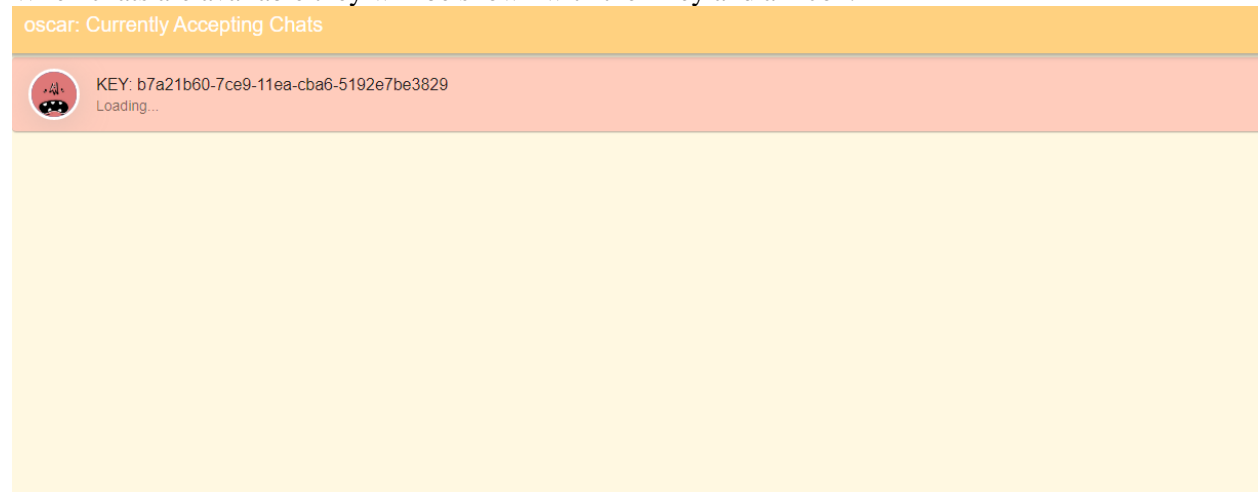 oscar: Currently Accepting Chats
KEY: b7a21b60-7ce9-11ea-cba6-5192e7be3829
Loading...